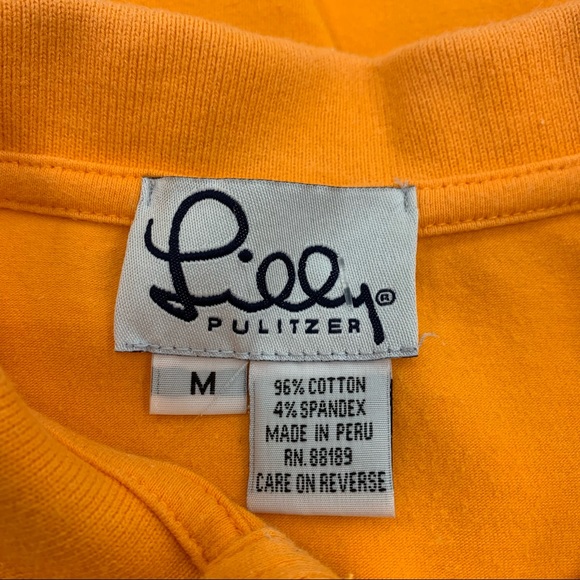 Lilly®
PULITZER
M
96% COTTON
4% SPANDEX
MADE IN PERU
RN. 88189
CARE ON REVERSE